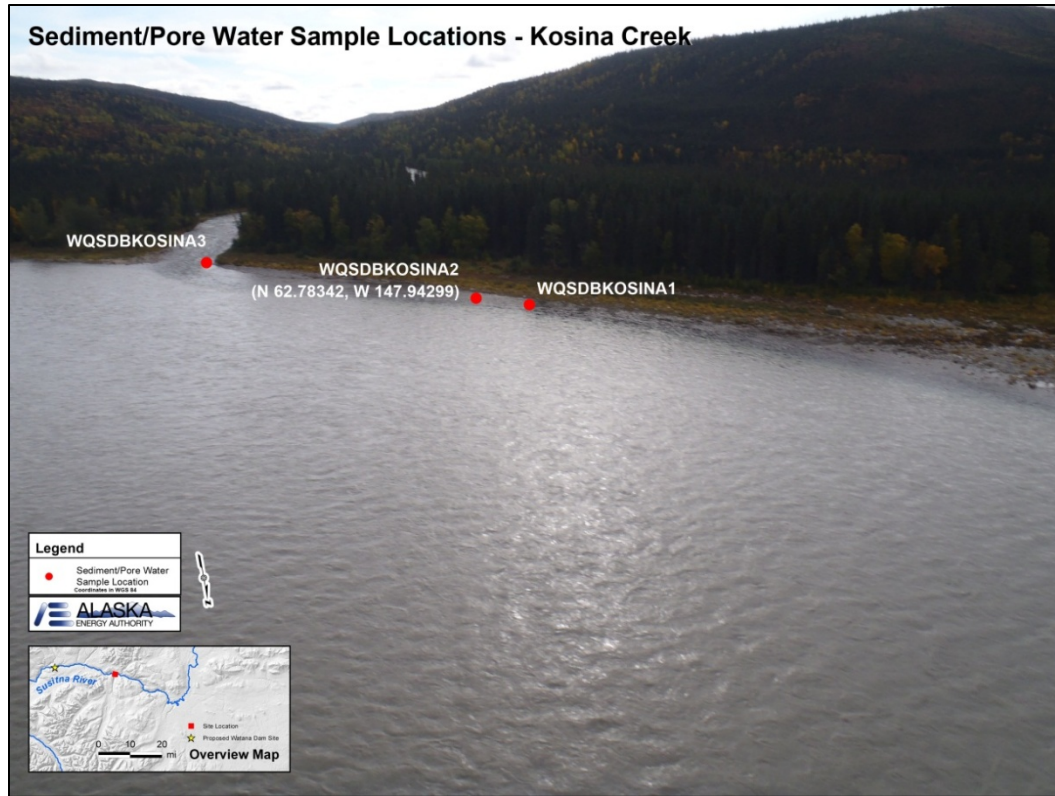 Sediment/Pore Water Sample Locations - Kosina Creek
WQSDBKOSINA3
WQSDBKOSINA2
(N 62.78342, W 147.94299)
WQSDBKOSINA1
Legend
Sediment/Pore Water
Sample Location
Coordinates in WGS 84
ALASKA
ENERGY AUTHORITY
N
Susitna River
Site Location
Proposed Watana Dam Site
0 10 20
mi
Overview Map